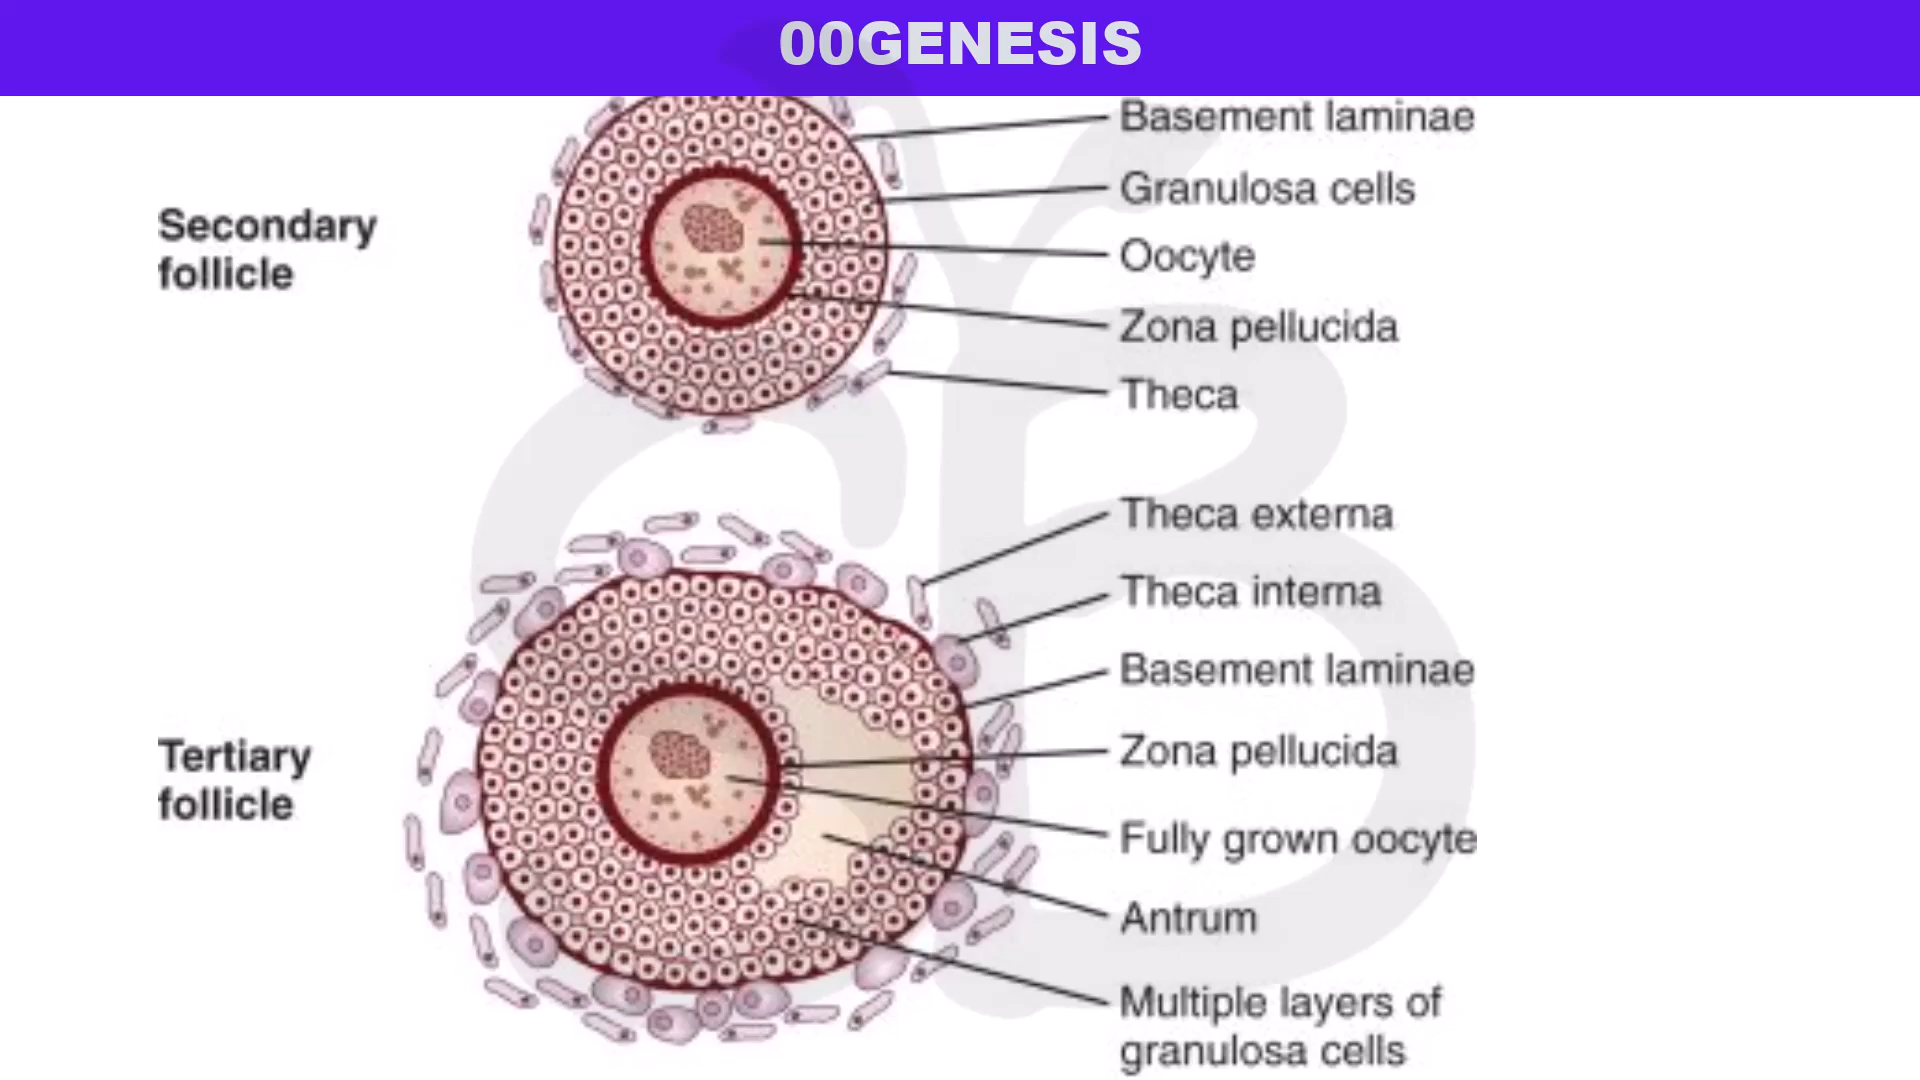 00GENESIS
Basement laminae
Granulosa cells
Secondary
follicle
Oocyte
Zona pellucida
Theca
Theca externa
Theca interna
Basement laminae
Tertiary
follicle
Zona pellucida
Fully grown oocyte
Antrum
Multiple layers of
granulosa cells